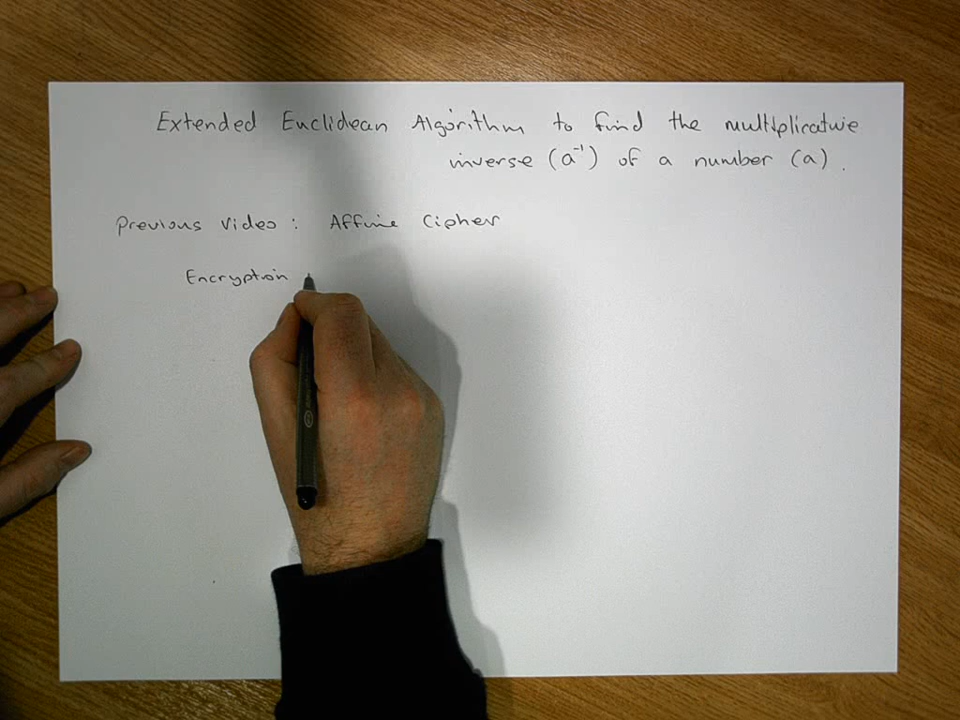 Extended Euclidean Algorithm to find the multiplicative
inverse (a⁻¹) of a number (a).
Previous Video: Affine Cipher
Encryption